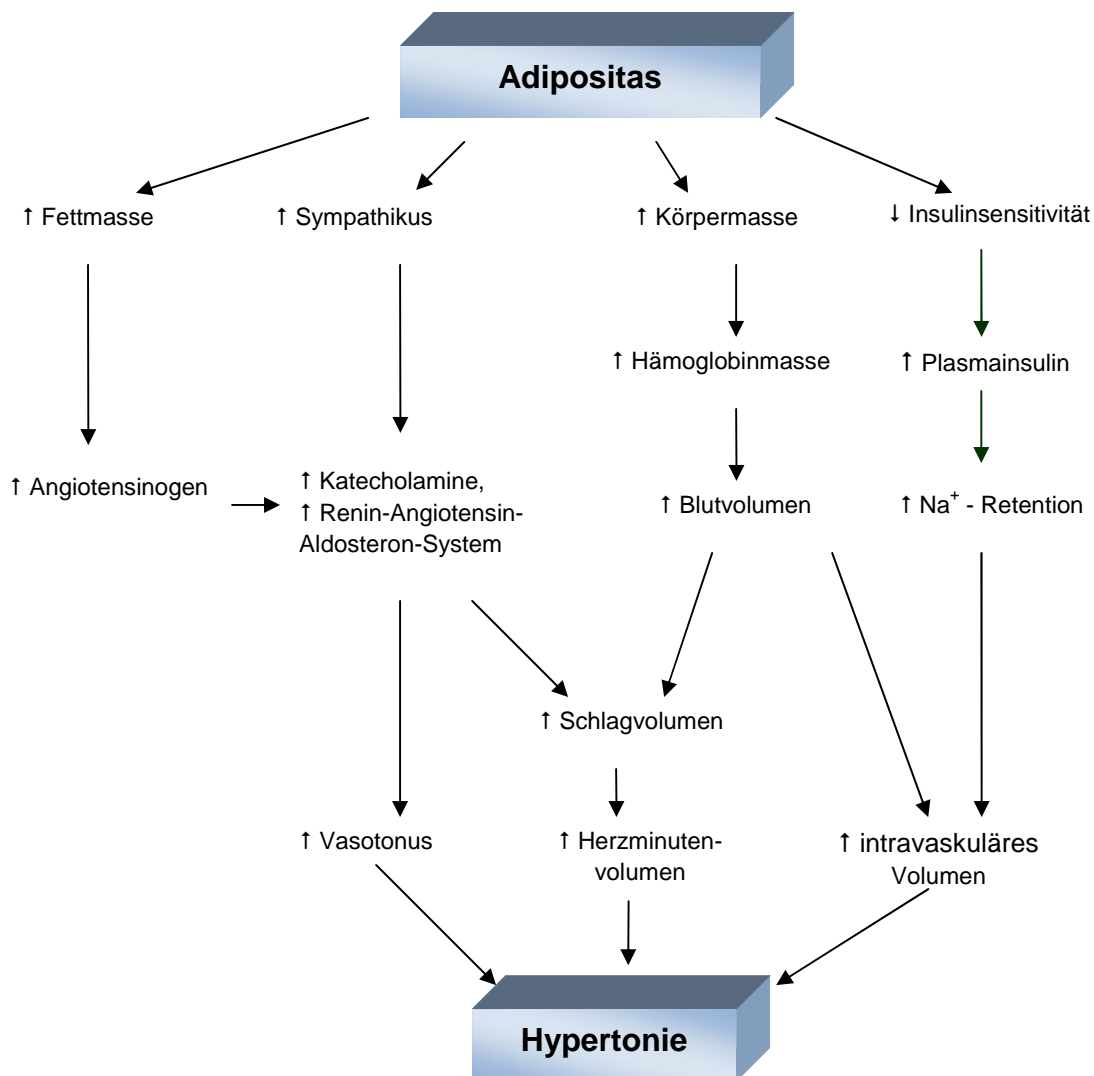 Adipositas
↑ Fettmasse
↑ Sympathikus
↑ Körpermasse
↓ Insulinsensitivität
↑ Hämoglobinmasse
↑ Plasmainsulin
↑ Angiotensinogen
↑ Katecholamine,
↑ Renin-Angiotensin-
Aldosteron-System
↑ Blutvolumen
↑ Na⁺ - Retention
↑ Schlagvolumen
↑ Vasotonus
↑ Herzminuten-
volumen
↑ intravaskuläres
Volumen
Hypertonie